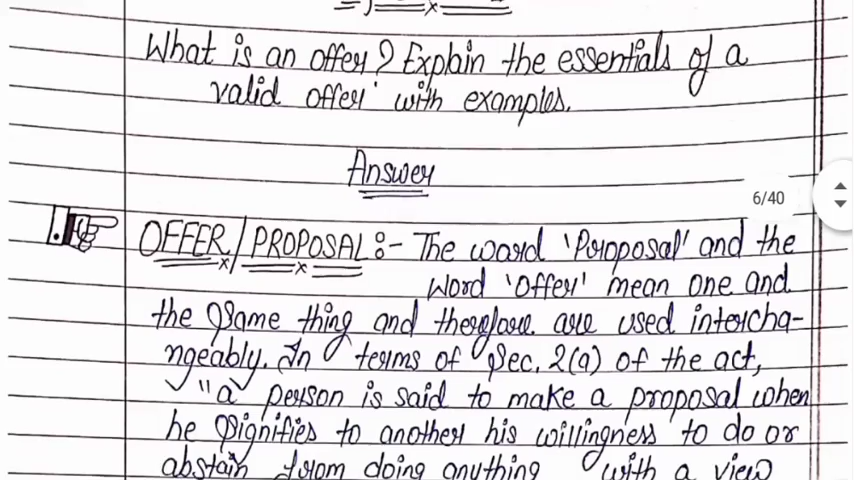 What is an offer? Explain the essentials of a
valid offer with examples.
Answer
6/40
OFFER/PROPOSAL:- The word 'Proposal' and the
word 'Offer' mean one and
the same thing and therefore are used intercha-
ngeably. In terms of Sec. 2(a) of the act,
"a person is said to make a proposal when
he signifies to another his willingness to do or
abstain from doing anything with a view